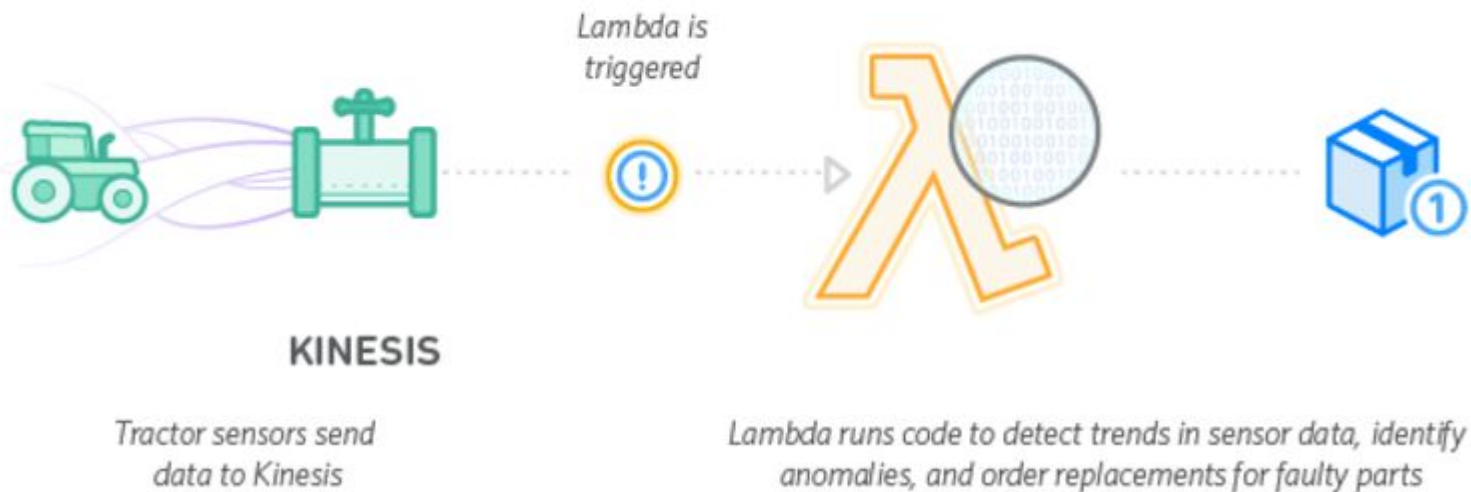 Lambda is
triggered
1
KINESIS
Tractor sensors send
data to Kinesis
Lambda runs code to detect trends in sensor data, identify
anomalies, and order replacements for faulty parts